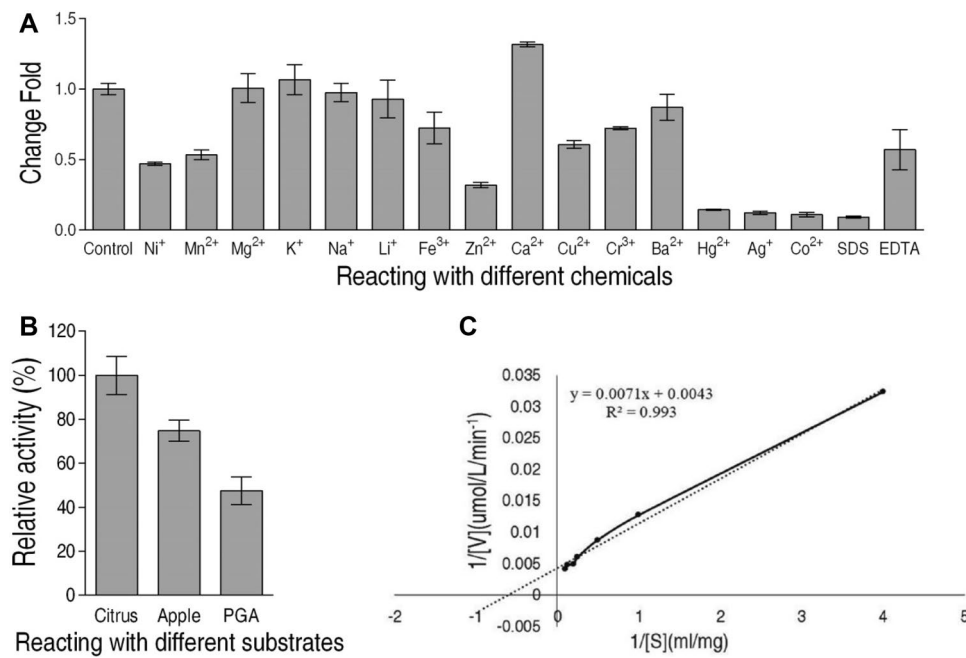 A
Change Fold
1.5
1.0
0.5
0.0
Control Ni⁺ Mn²⁺ Mg²⁺ K⁺ Na⁺ Li⁺ Fe³⁺ Zn²⁺ Ca²⁺ Cu²⁺ Cr³⁺ Ba²⁺ Hg²⁺ Ag⁺ Co²⁺ SDS EDTA
Reacting with different chemicals
B
Relative activity (%)
120
100
80
60
40
20
0
Citrus Apple PGA
Reacting with different substrates
C
1/[V](umol/L/min⁻¹)
y = 0.0071x + 0.0043
R² = 0.993
0.035
0.03
0.025
0.02
0.015
0.01
0.005
0
-0.005
-2 -1 0 1 2 3 4 5
1/[S](ml/mg)